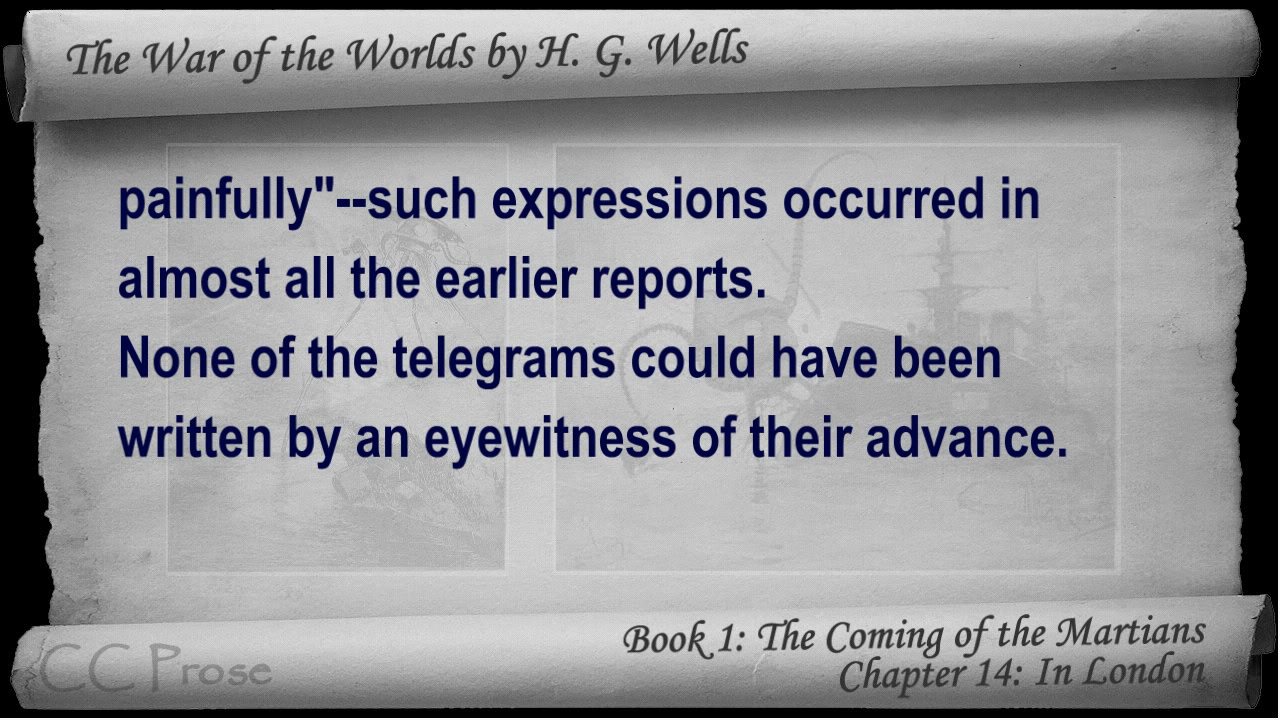 The War of the Worlds by H. G. Wells
painfully"--such expressions occurred in
almost all the earlier reports.
None of the telegrams could have been
written by an eyewitness of their advance.
Book 1: The Coming of the Martians
Chapter 14: In London
CC Prose